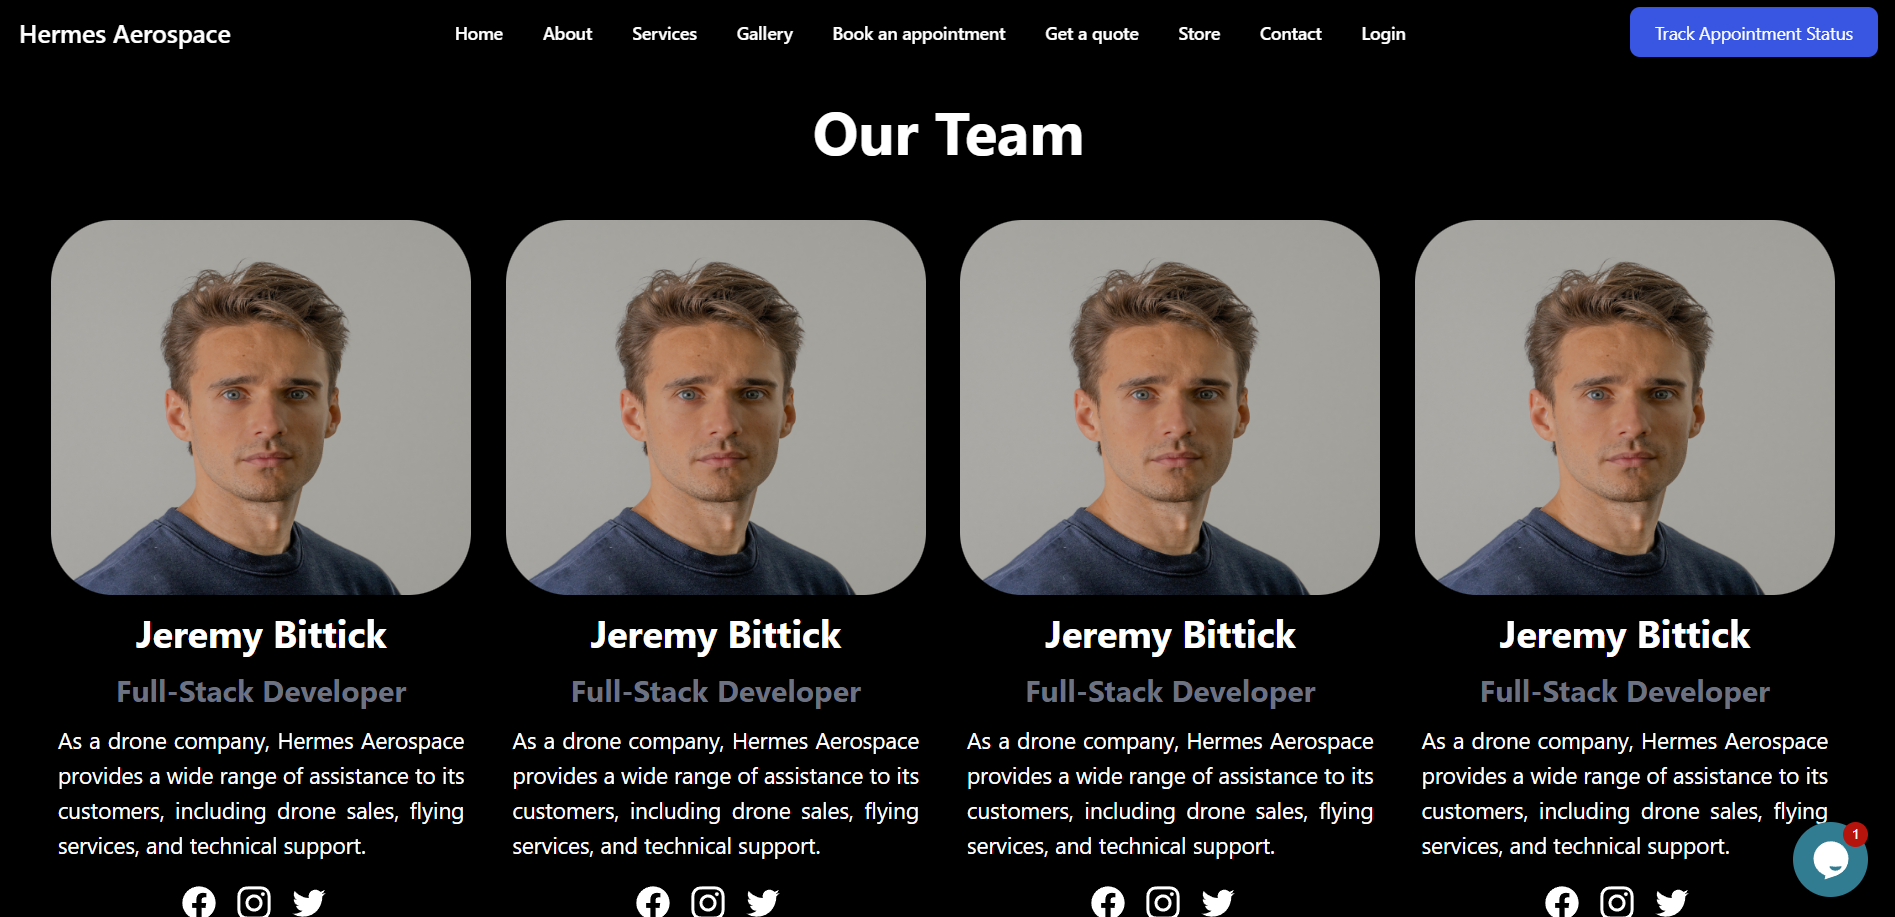 Hermes Aerospace Home About Services Gallery Book an appointment Get a quote Store Contact Login Track Appointment Status
Our Team
Jeremy Bittick
Full-Stack Developer
As a drone company, Hermes Aerospace
provides a wide range of assistance to its
customers, including drone sales, flying
services, and technical support.
Jeremy Bittick
Full-Stack Developer
As a drone company, Hermes Aerospace
provides a wide range of assistance to its
customers, including drone sales, flying
services, and technical support.
Jeremy Bittick
Full-Stack Developer
As a drone company, Hermes Aerospace
provides a wide range of assistance to its
customers, including drone sales, flying
services, and technical support.
Jeremy Bittick
Full-Stack Developer
As a drone company, Hermes Aerospace
provides a wide range of assistance to its
customers, including drone sales, flying
services, and technical support.
1